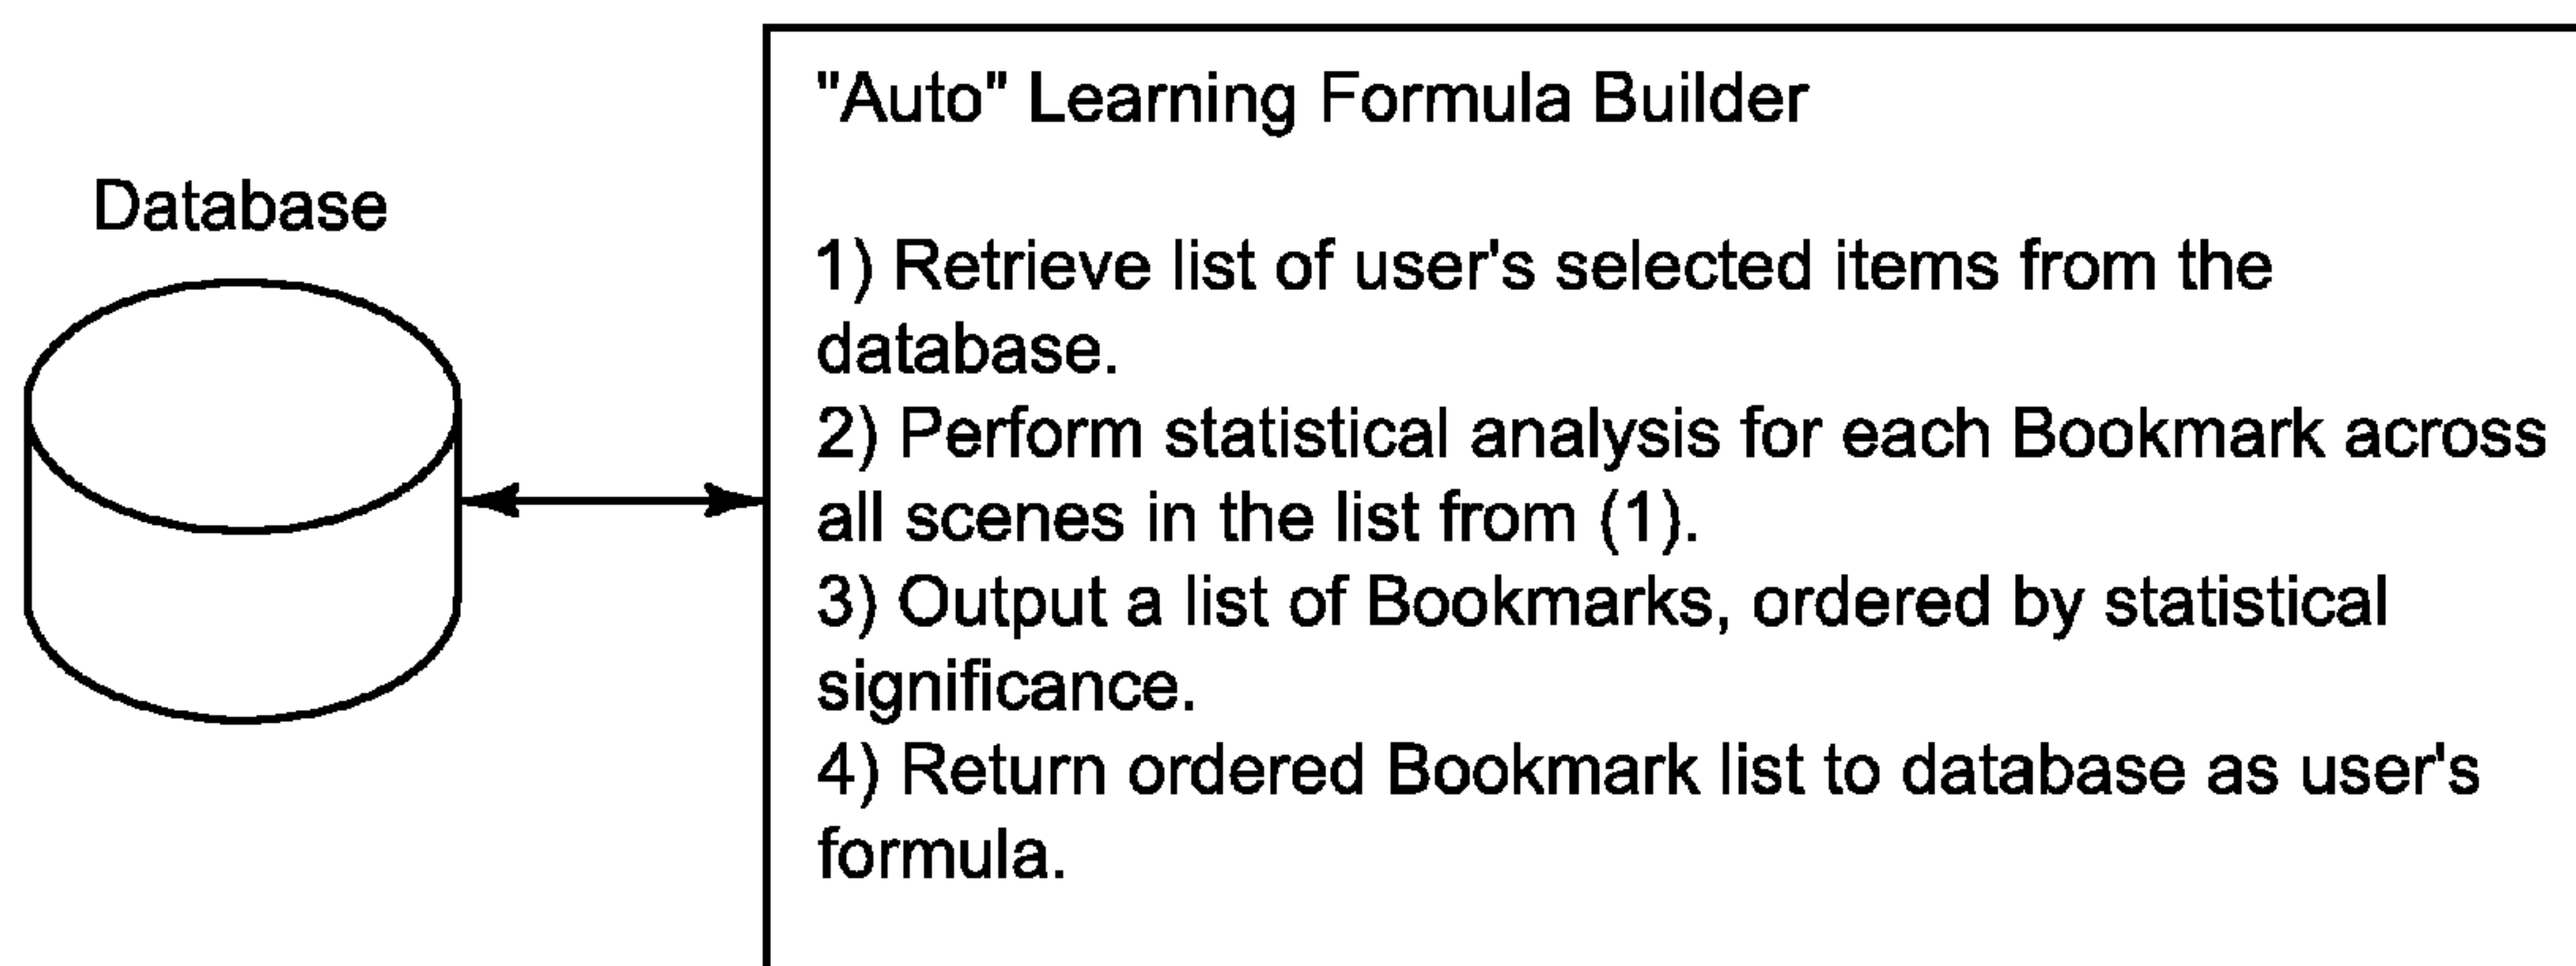 "Auto" Learning Formula Builder
Database
1) Retrieve list of user's selected items from the
database.
2) Perform statistical analysis for each Bookmark across
all scenes in the list from (1).
3) Output a list of Bookmarks, ordered by statistical
significance.
4) Return ordered Bookmark list to database as user's
formula.